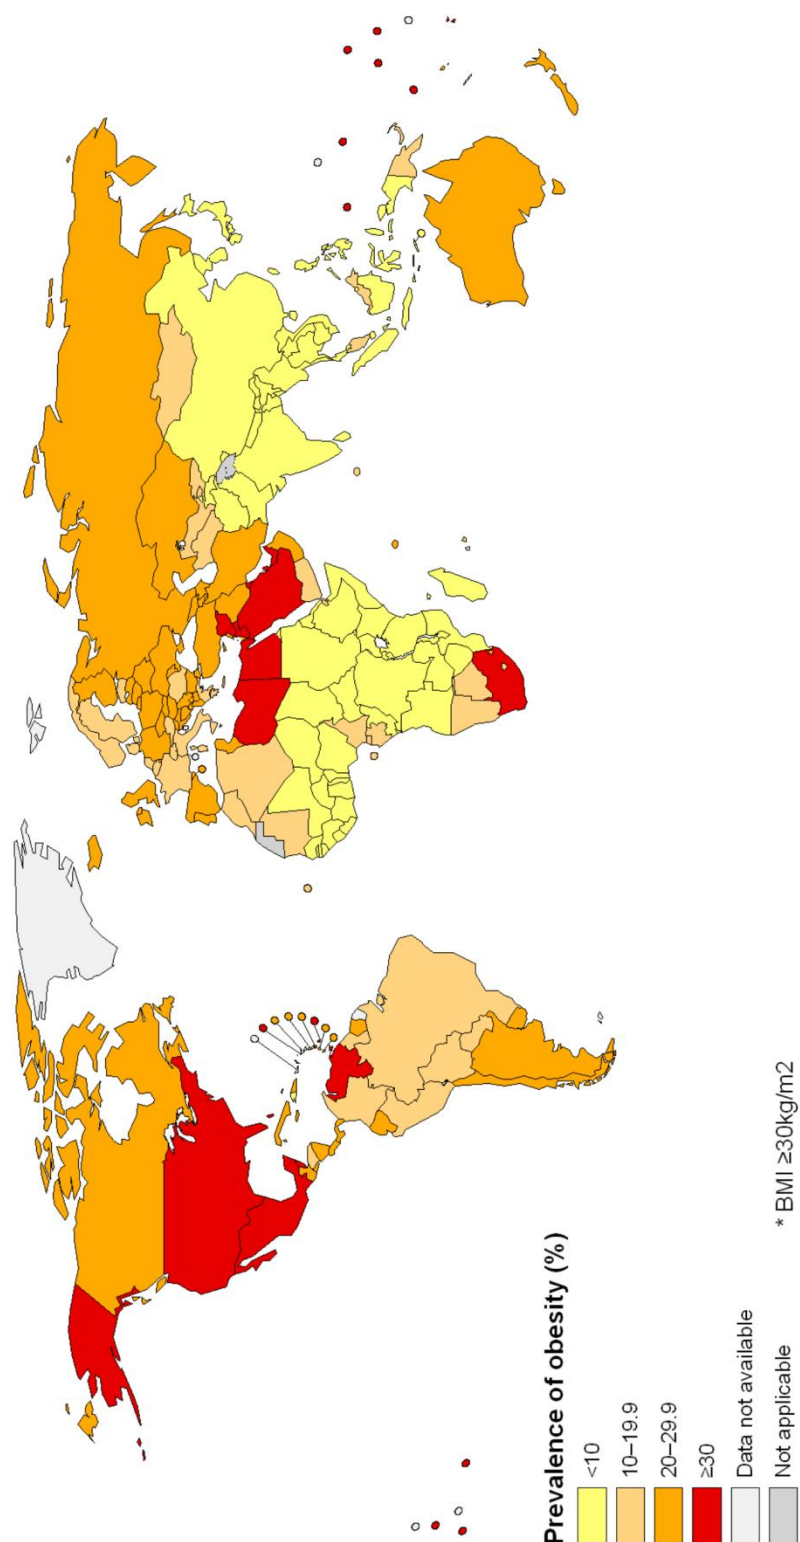 Prevalence of obesity (%)
<10
10–19.9
20–29.9
≥30
Data not available
Not applicable
* BMI ≥30kg/m2